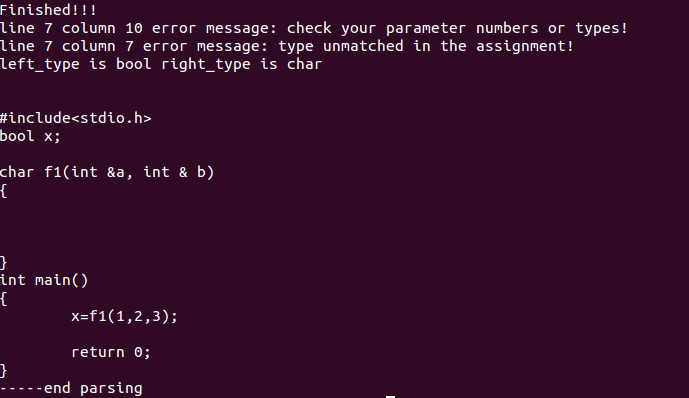 Finished!!!
line 7 column 10 error message: check your parameter numbers or types!
line 7 column 7 error message: type unmatched in the assignment!
left_type is bool right_type is char
#include<stdio.h>
bool x;
char f1(int &a, int & b)
{
}
int main()
{
x=f1(1,2,3);
return 0;
}
-----end parsing